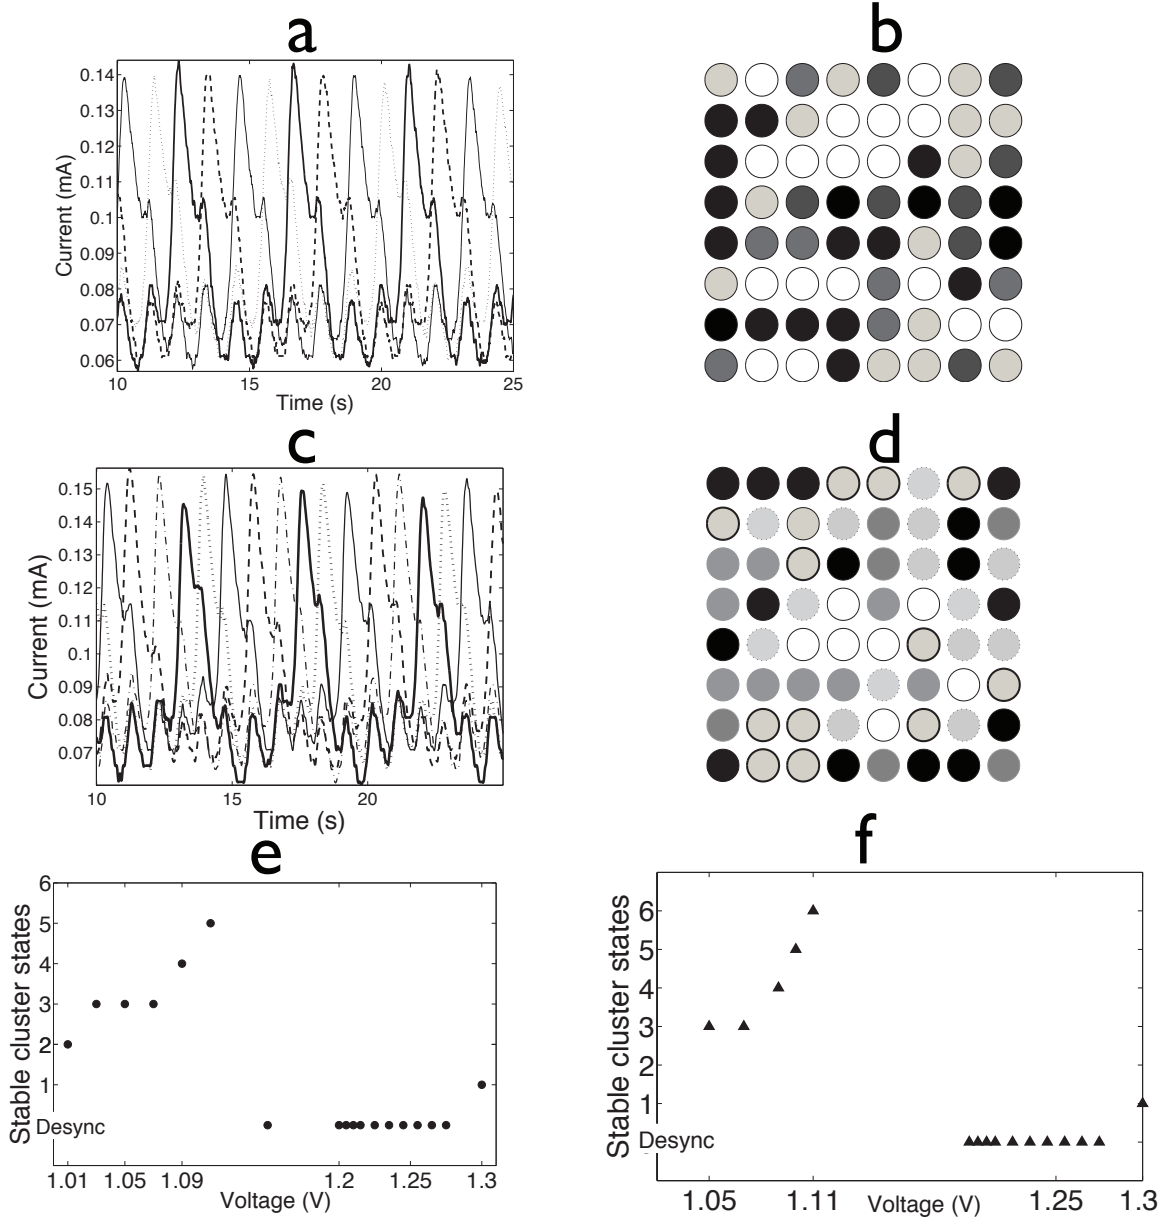 a
b
0.14
0.13
0.12
0.11
0.1
0.09
0.08
0.07
0.06
Current (mA)
10
15
20
25
Time (s)
c
d
0.15
0.14
0.13
0.12
0.11
0.1
0.09
0.08
0.07
Current (mA)
10
15
20
Time (s)
e
f
6
5
4
3
2
1
Desync
Stable cluster states
1.01
1.05
1.09
1.2
1.25
1.3
Voltage (V)
6
5
4
3
2
1
Desync
Stable cluster states
1.05
1.11
1.25
1.3
Voltage (V)